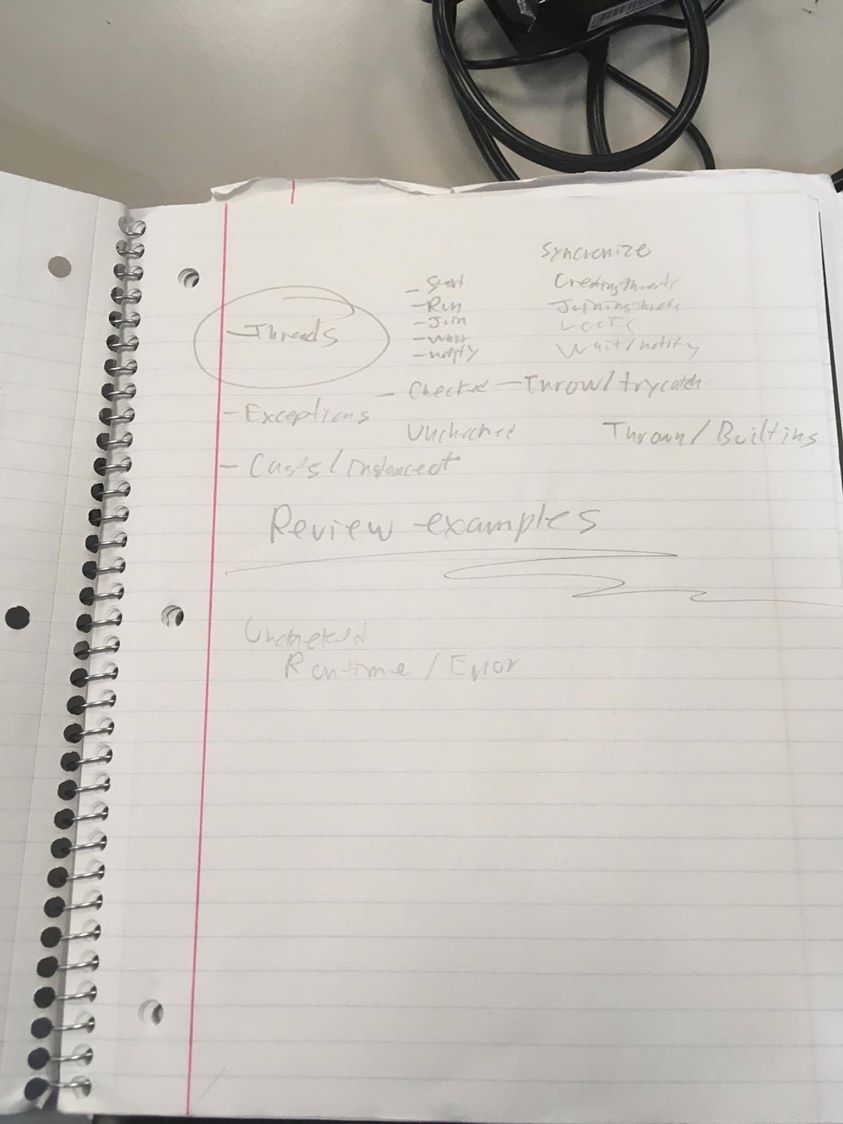 Syncronize
- Start Creating threads
- Run Joining threads
- Threads - Join Locks
- Wait Wait/notify
- notify
- Checked - Throw/trycatch
- Exceptions
Unchecked Thrown/Builtins
- Casts/instanceof
Review examples
Unchecked
Runtime/Error